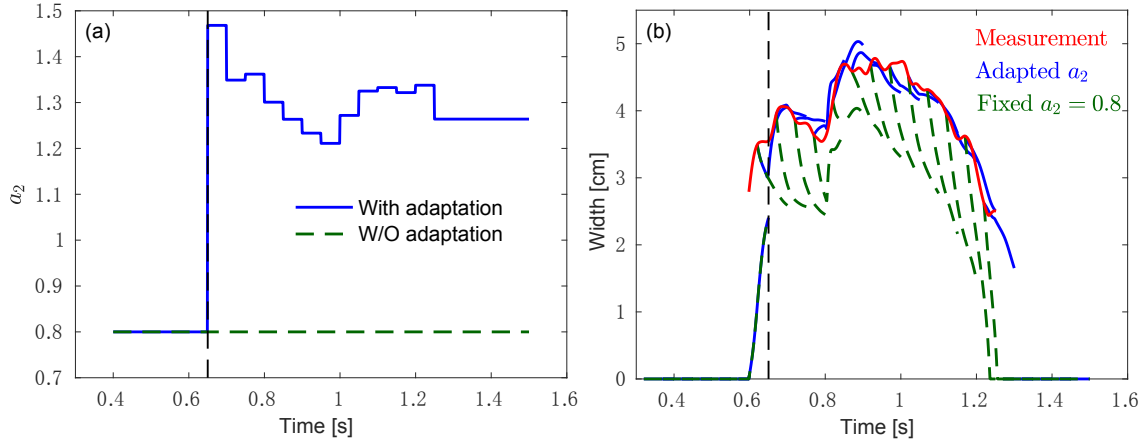 (a)
1.5
1.4
1.3
1.2
1.1
1
0.9
0.8
0.7
a₂
With adaptation
W/O adaptation
0.4 0.6 0.8 1 1.2 1.4 1.6
Time [s]
(b)
Measurement
Adapted a₂
Fixed a₂ = 0.8
5
4
3
2
1
0
Width [cm]
0.4 0.6 0.8 1 1.2 1.4 1.6
Time [s]